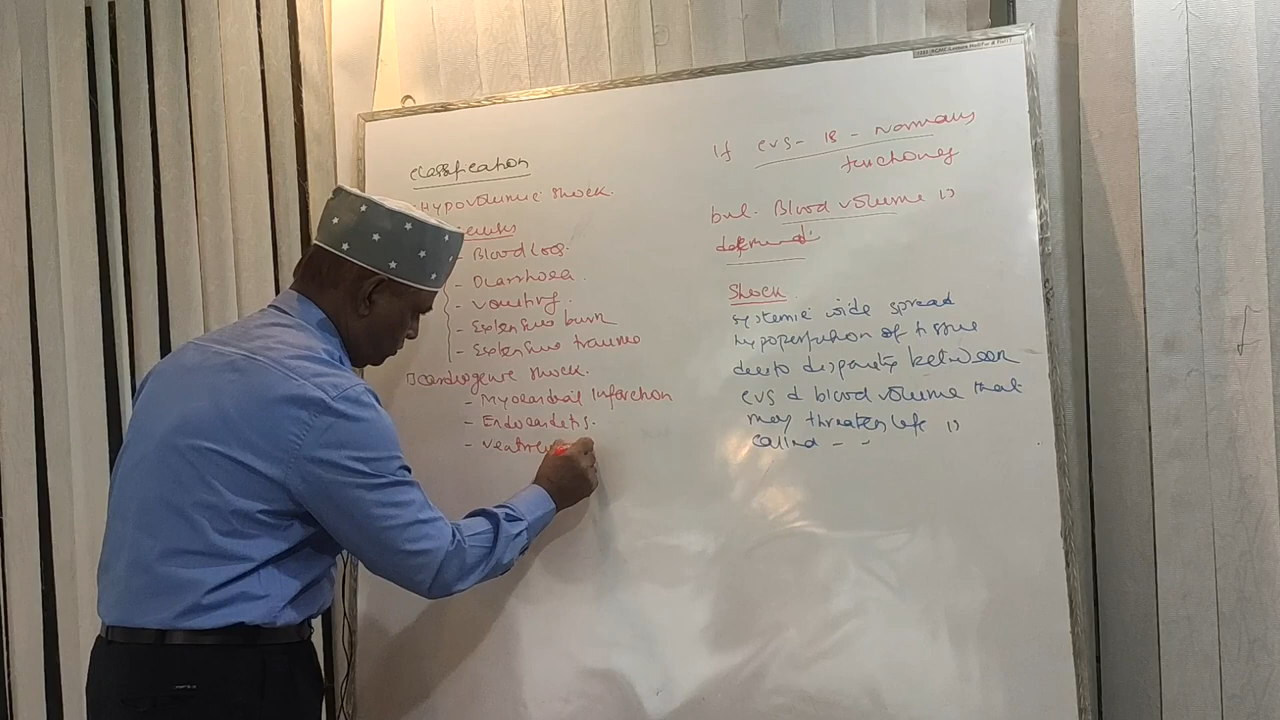 classification
Hypovolumic shock.
causes
- Blood loss.
- Diarrhoea.
- Vomiting.
- Extensive burn
- Extensive trauma
cardiogenic shock.
- Myocardial Infarction
- Endocarditis.
- ventric
If cvs - is - normally
functioning
but. Blood volume is
shock
systemic wide spread
hypoperfusion of tissue
due to disparity between
cvs & blood volume that
may threaten life is
called - -